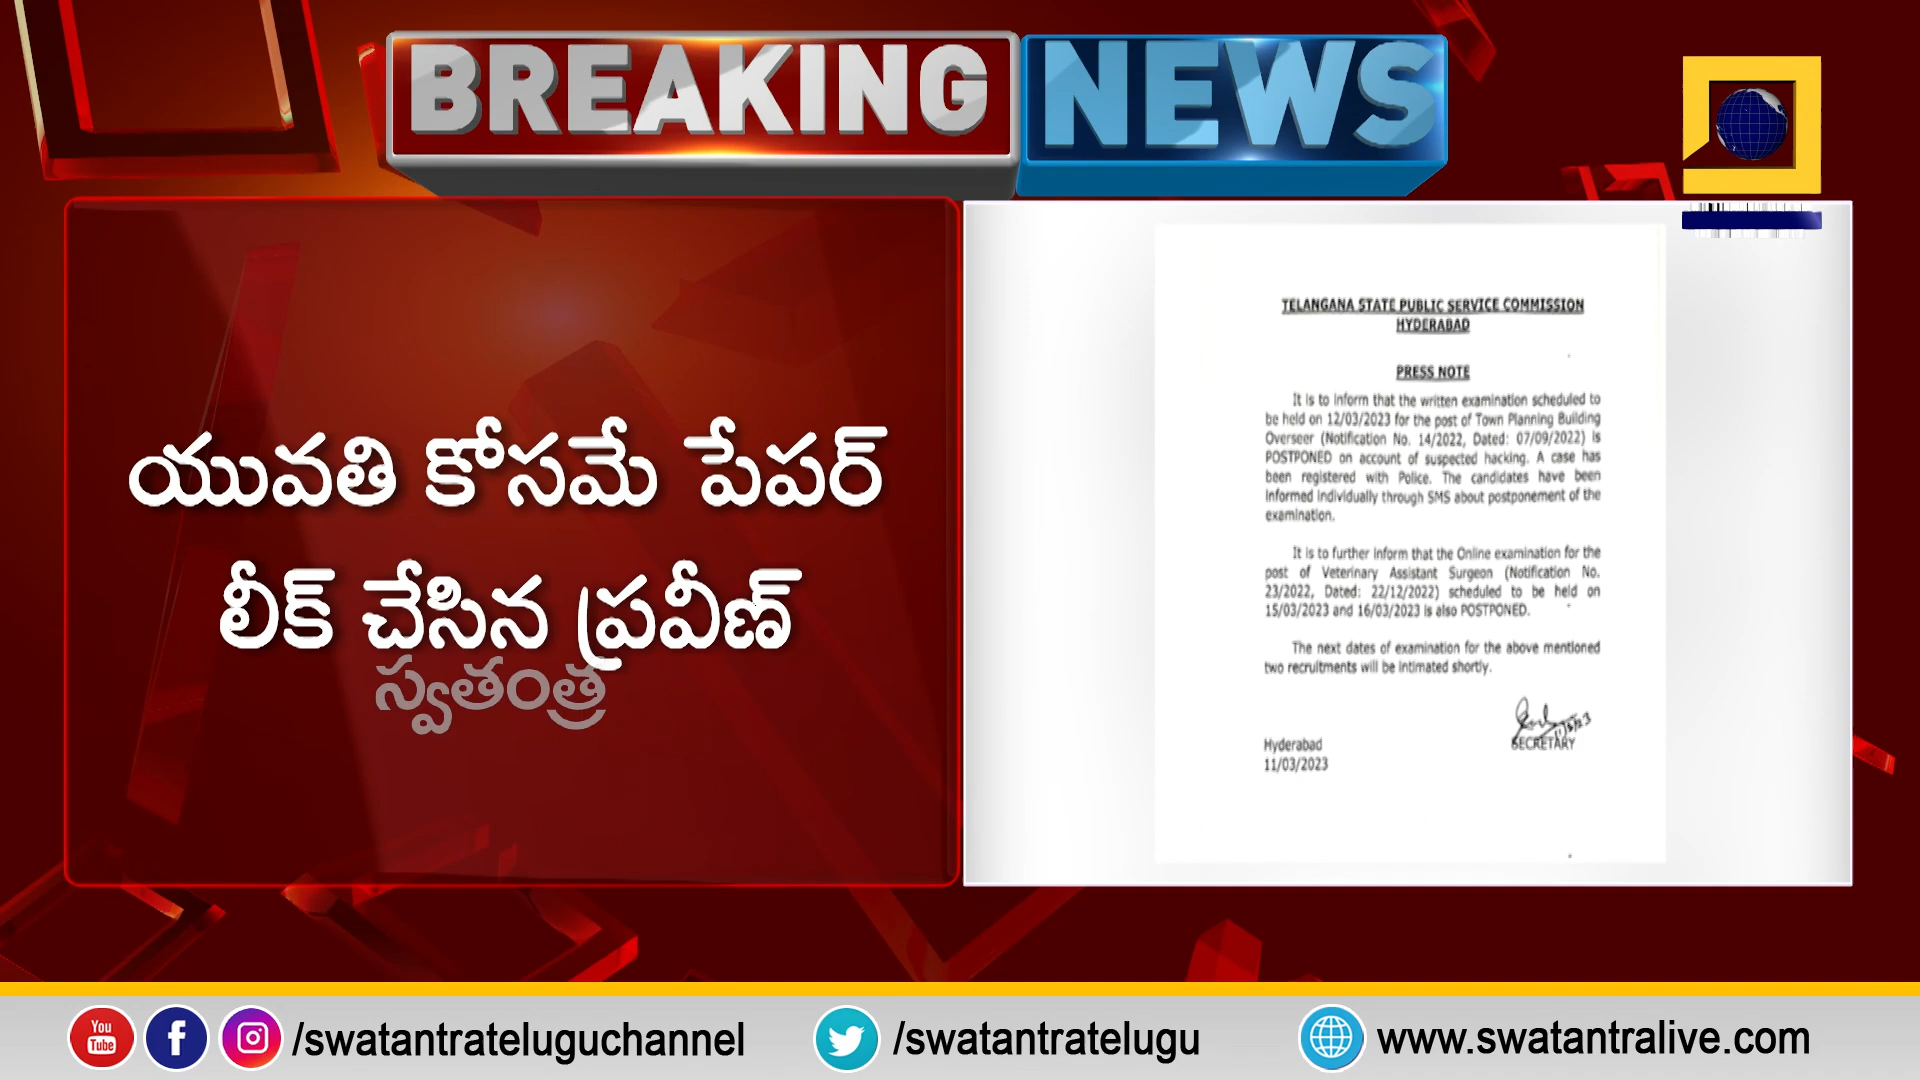 BREAKING NEWS
యువతి కోసమే పేపర్
లీక్ చేసిన ప్రవీణ్
స్వతంత్ర
TELANGANA STATE PUBLIC SERVICE COMMISSION
HYDERABAD
PRESS NOTE
It is to inform that the written examination scheduled to
be held on 12/03/2023 for the post of Town Planning Building
Overseer (Notification No. 14/2022, Dated: 07/09/2022) is
POSTPONED on account of suspected hacking. A case has
been registered with Police. The candidates have been
informed individually through SMS about postponement of the
examination.
It is to further inform that the Online examination for the
post of Veterinary Assistant Surgeon (Notification No.
23/2022, Dated: 22/12/2022) scheduled to be held on
15/03/2023 and 16/03/2023 is also POSTPONED.
The next dates of examination for the above mentioned
two recruitments will be intimated shortly.
11/3/23
SECRETARY
Hyderabad
11/03/2023
You Tube
/swatantrateluguchannel
/swatantratelugu
www.swatantralive.com